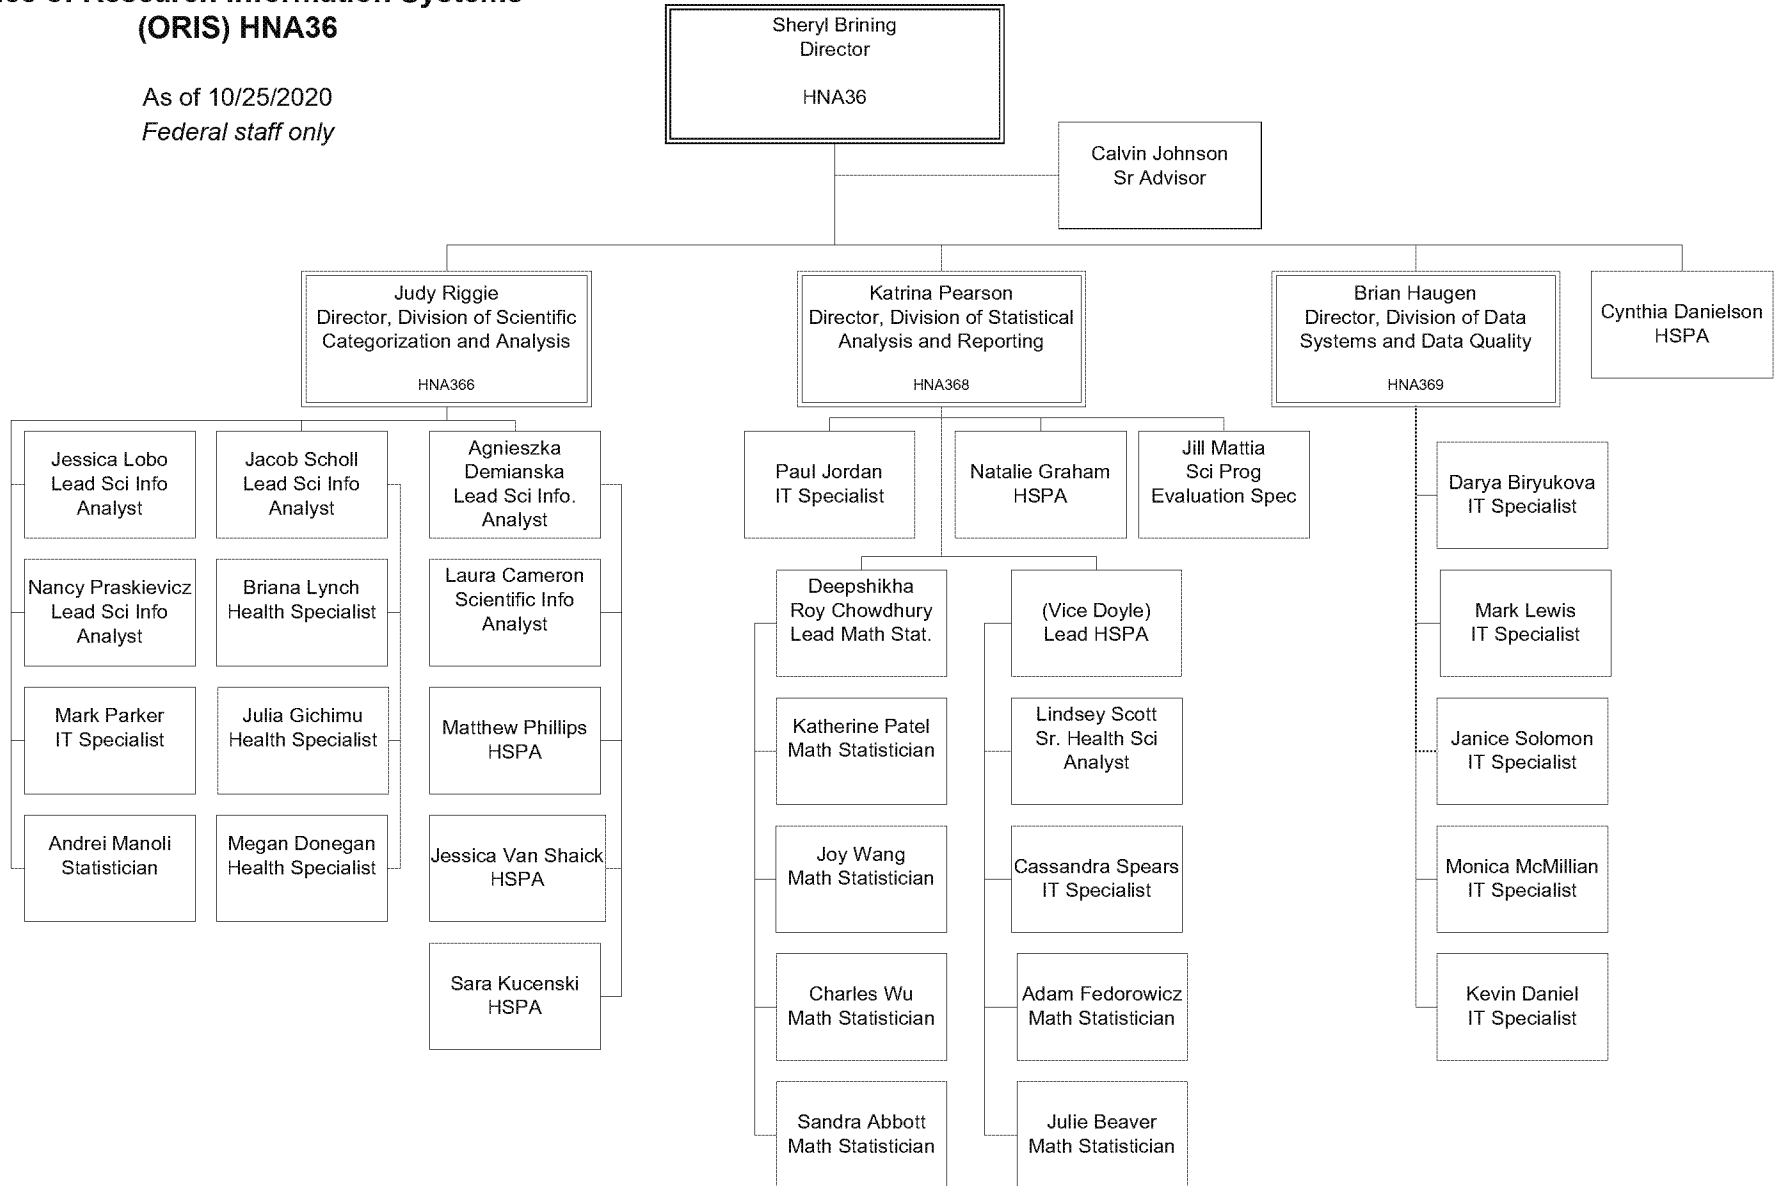 (ORIS) HNA36
As of 10/25/2020
Federal staff only
Sheryl Brining
Director
HNA36
Calvin Johnson
Sr Advisor
Judy Riggie
Director, Division of Scientific
Categorization and Analysis
HNA366
Katrina Pearson
Director, Division of Statistical
Analysis and Reporting
HNA368
Brian Haugen
Director, Division of Data
Systems and Data Quality
HNA369
Cynthia Danielson
HSPA
Jessica Lobo
Lead Sci Info
Analyst
Nancy Praskievicz
Lead Sci Info
Analyst
Mark Parker
IT Specialist
Andrei Manoli
Statistician
Jacob Scholl
Lead Sci Info
Analyst
Briana Lynch
Health Specialist
Julia Gichimu
Health Specialist
Megan Donegan
Health Specialist
Agnieszka
Demianska
Lead Sci Info.
Analyst
Laura Cameron
Scientific Info
Analyst
Matthew Phillips
HSPA
Jessica Van Shaick
HSPA
Sara Kucenski
HSPA
Paul Jordan
IT Specialist
Natalie Graham
HSPA
Jill Mattia
Sci Prog
Evaluation Spec
Deepshikha
Roy Chowdhury
Lead Math Stat.
Katherine Patel
Math Statistician
Joy Wang
Math Statistician
Charles Wu
Math Statistician
Sandra Abbott
Math Statistician
(Vice Doyle)
Lead HSPA
Lindsey Scott
Sr. Health Sci
Analyst
Cassandra Spears
IT Specialist
Adam Fedorowicz
Math Statistician
Julie Beaver
Math Statistician
Darya Biryukova
IT Specialist
Mark Lewis
IT Specialist
Janice Solomon
IT Specialist
Monica McMillian
IT Specialist
Kevin Daniel
IT Specialist